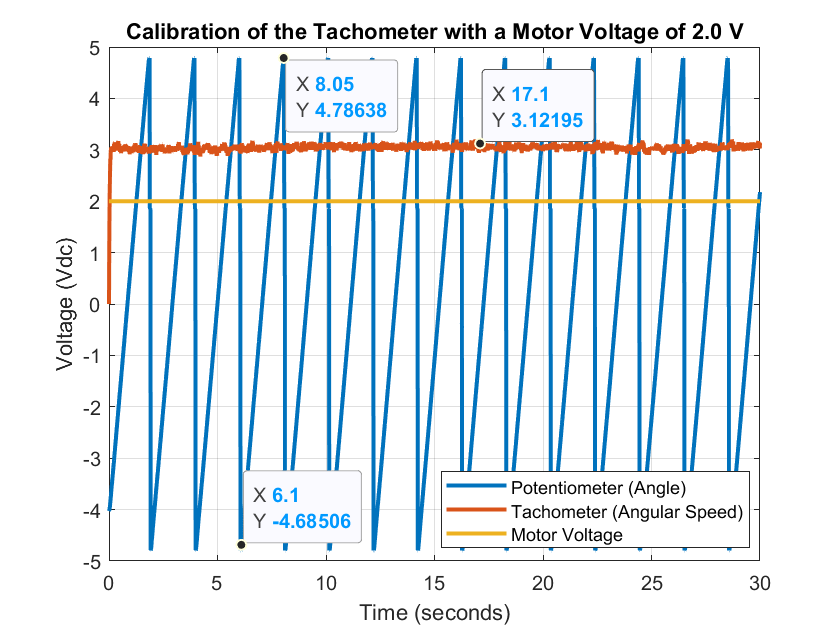 Calibration of the Tachometer with a Motor Voltage of 2.0 V
5
4
3
2
1
0
-1
-2
-3
-4
-5
Voltage (Vdc)
X 8.05
Y 4.78638
X 17.1
Y 3.12195
X 6.1
Y -4.68506
Potentiometer (Angle)
Tachometer (Angular Speed)
Motor Voltage
0 5 10 15 20 25 30
Time (seconds)